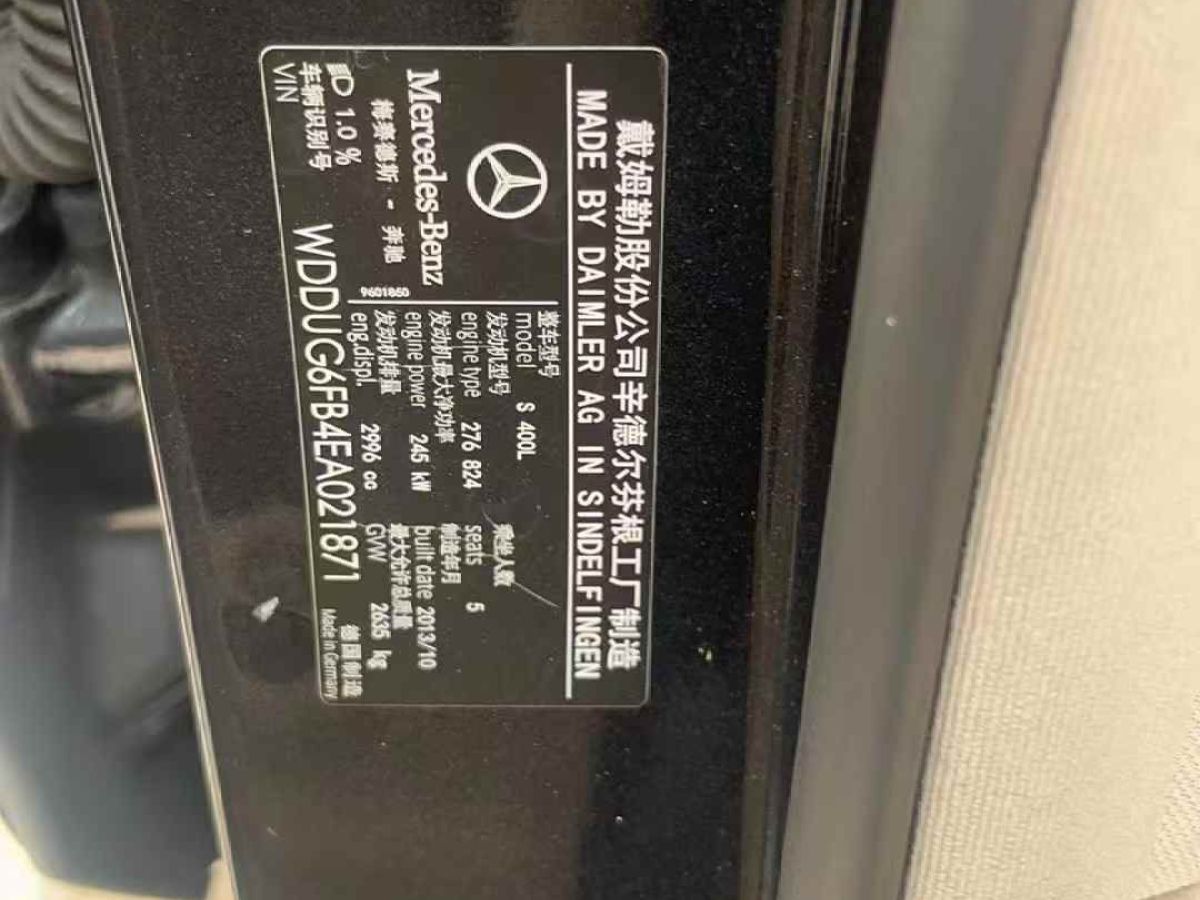 戴姆勒股份公司辛德尔芬根工厂制造
MADE BY DAIMLER AG IN SINDELFINGEN
Mercedes-Benz
梅赛德斯 - 奔驰
9601860
整车型号
model S 400L
发动机型号
engine type 276 824
发动机最大净功率
engine power 245 kW
发动机排量
eng.displ. 2996 cc
乘坐人数
seats 5
制造年月
built date 2013/10
最大允许总质量
GVW 2635 kg
1.0 %
车辆识别号
VIN WDDUG6FB4EA021871
德国制造
Made in Germany